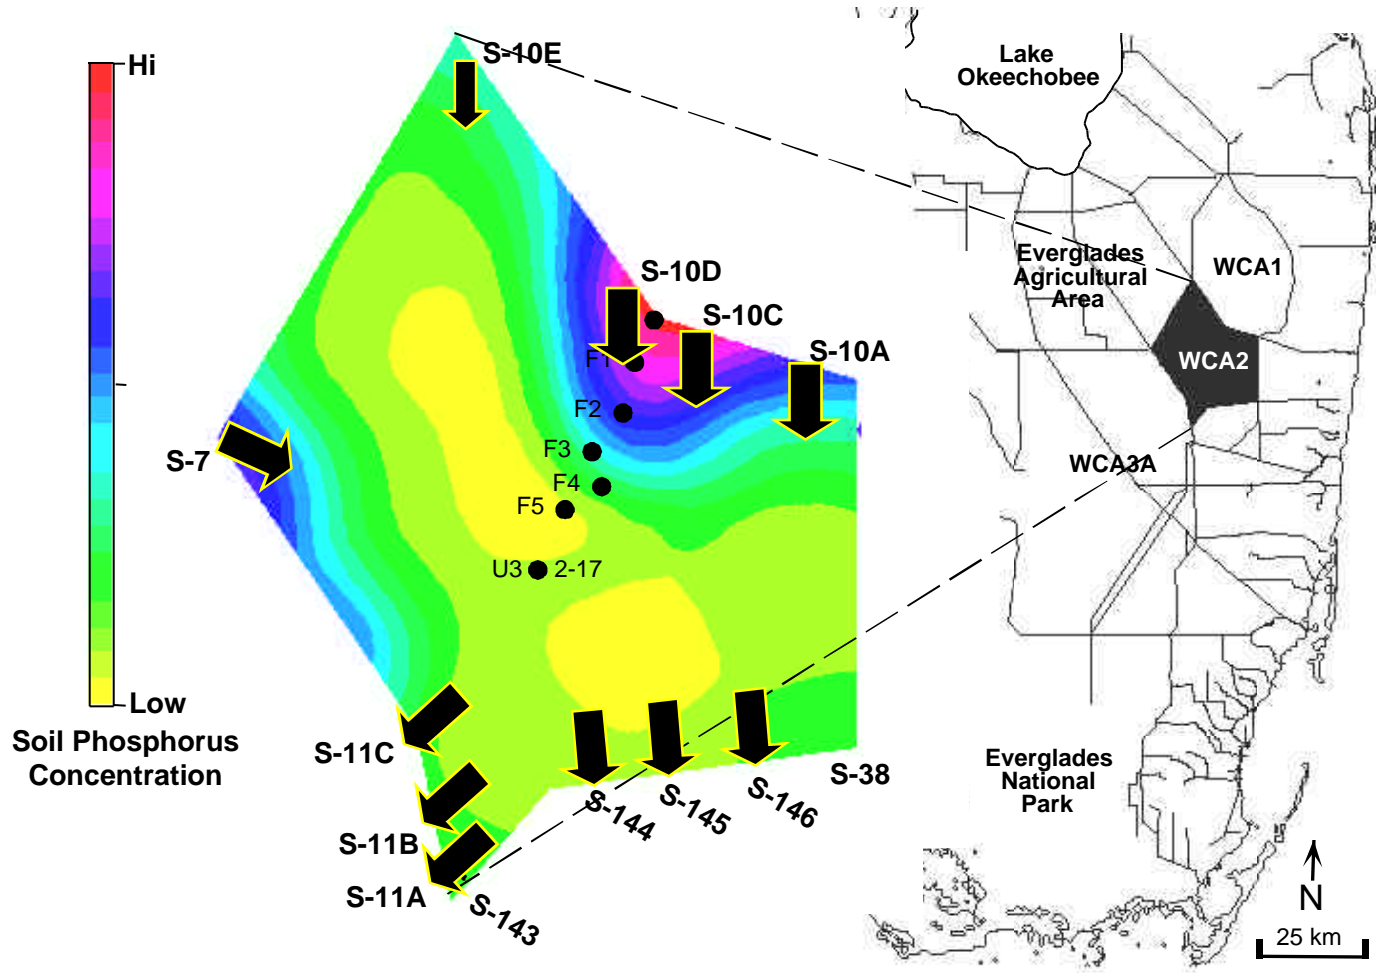 Hi
Low
Soil Phosphorus
Concentration
S-10E
S-10D
S-10C
S-10A
F1
F2
F3
F4
F5
U3
2-17
S-7
S-11C
S-11B
S-11A
S-143
S-144
S-145
S-146
S-38
Lake
Okeechobee
Everglades
Agricultural
Area
WCA1
WCA2
WCA3A
Everglades
National
Park
N
25 km